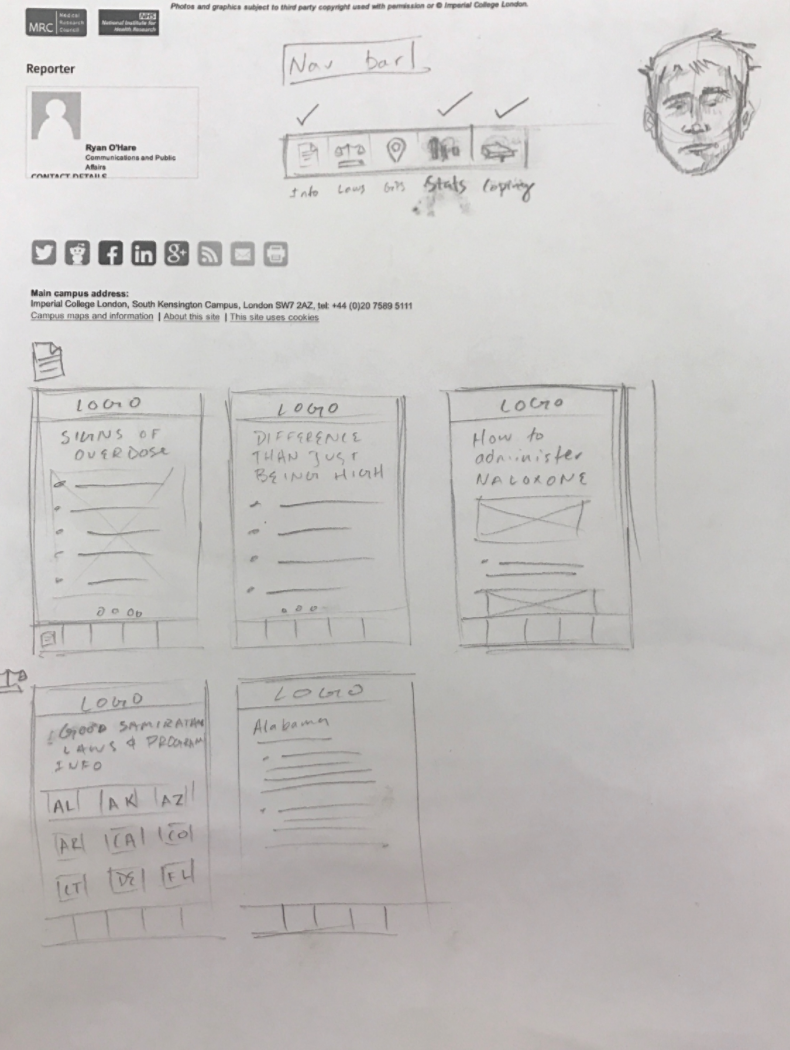 Photos and graphics subject to third party copyright used with permission or © Imperial College London.
MRC Medical Research Council
NHS
National Institute for Health Research
Reporter
Ryan O'Hare
Communications and Public
Affairs
CONTACT DETAILS
Nav bar
Info Laws GPS Stats Copring
Main campus address:
Imperial College London, South Kensington Campus, London SW7 2AZ, tel: +44 (0)20 7589 5111
Campus maps and information | About this site | This site uses cookies
LOGO
SIGNS OF
OVERDOSE
LOGO
DIFFERENCE
THAN JUST
BEING HIGH
LOGO
How to
administer
NALOXONE
LOGO
GOOD SAMIRATAN
LAWS & PROGRAM
INFO
AL AK AZ
AR CA CO
CT DE FL
LOGO
Alabama